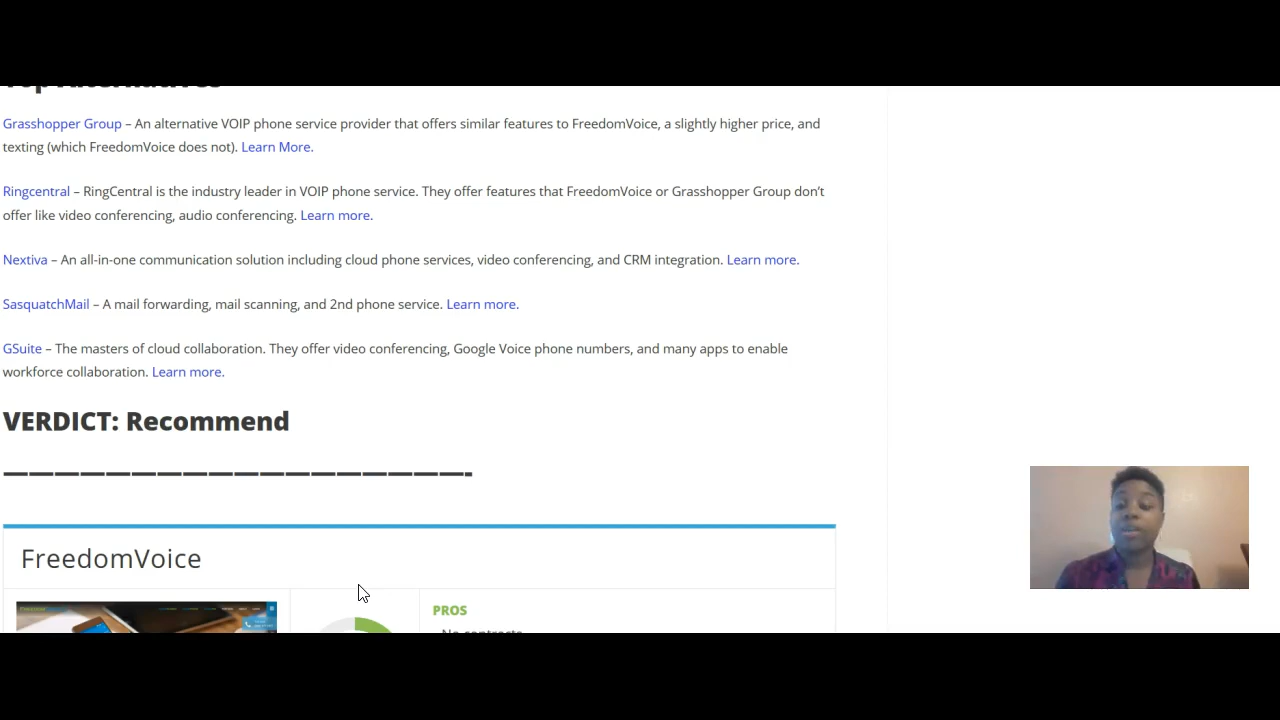 Top Alternatives
Grasshopper Group – An alternative VOIP phone service provider that offers similar features to FreedomVoice, a slightly higher price, and
texting (which FreedomVoice does not). Learn More.
Ringcentral – RingCentral is the industry leader in VOIP phone service. They offer features that FreedomVoice or Grasshopper Group don’t
offer like video conferencing, audio conferencing. Learn more.
Nextiva – An all-in-one communication solution including cloud phone services, video conferencing, and CRM integration. Learn more.
SasquatchMail – A mail forwarding, mail scanning, and 2nd phone service. Learn more.
GSuite – The masters of cloud collaboration. They offer video conferencing, Google Voice phone numbers, and many apps to enable
workforce collaboration. Learn more.
VERDICT: Recommend
——————————————————-
FreedomVoice
PROS
No contracts